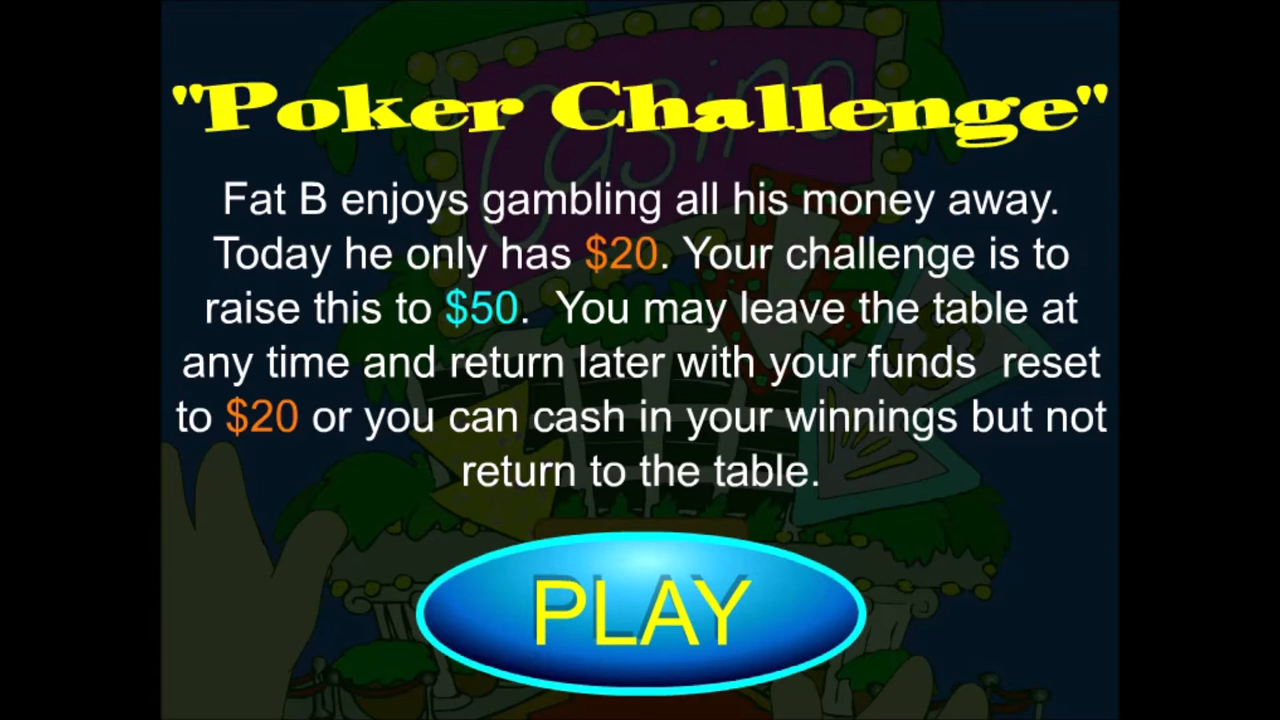 Casino
"Poker Challenge"
Fat B enjoys gambling all his money away.
Today he only has $20. Your challenge is to
raise this to $50.  You may leave the table at
any time and return later with your funds  reset
to $20 or you can cash in your winnings but not
return to the table.
PLAY